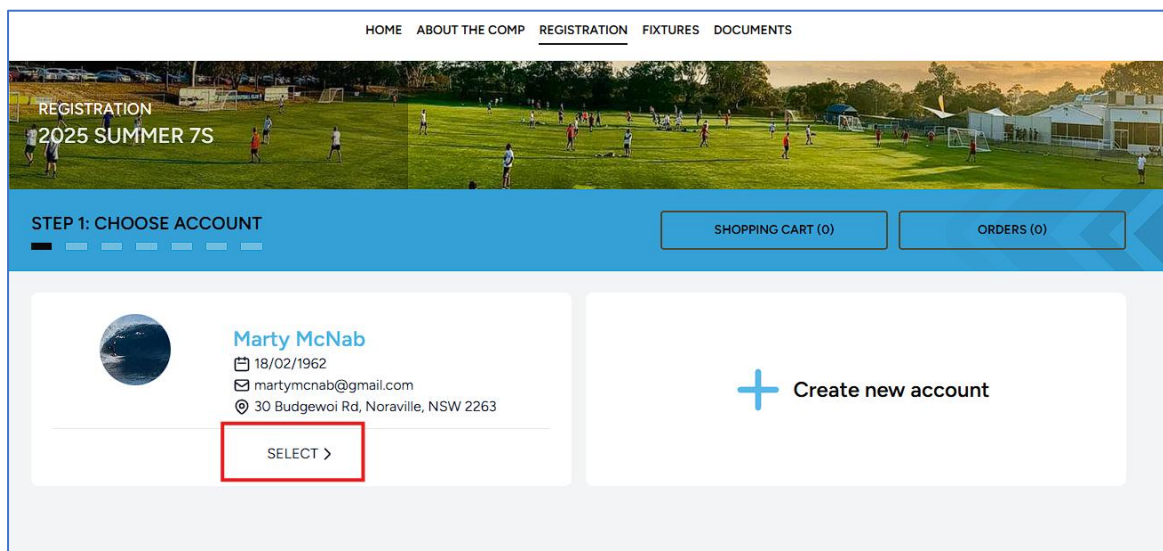 HOME ABOUT THE COMP REGISTRATION FIXTURES DOCUMENTS
REGISTRATION
2025 SUMMER 7S
STEP 1: CHOOSE ACCOUNT
SHOPPING CART (0)
ORDERS (0)
Marty McNab
18/02/1962
martymcnab@gmail.com
30 Budgewoi Rd, Noraville, NSW 2263
SELECT >
Create new account